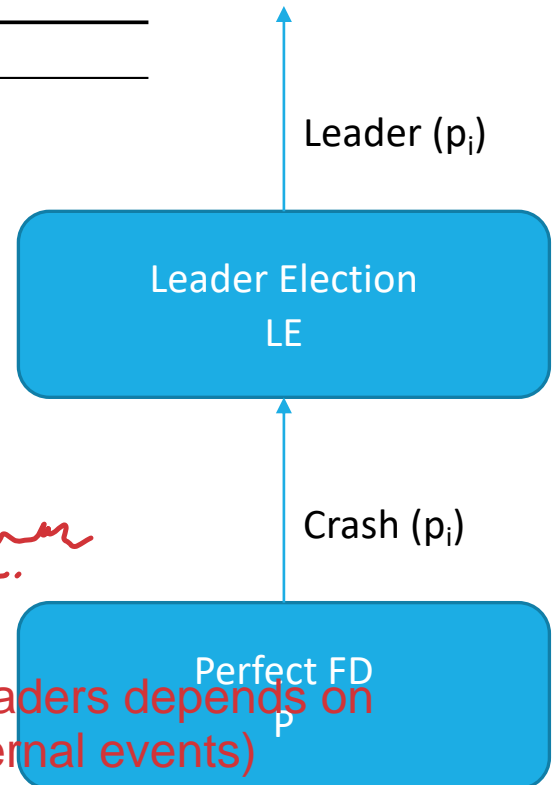 Leader (pᵢ)
Leader Election
LE
Crash (pᵢ)
Perfect FD
P
aders depends on
ernal events)